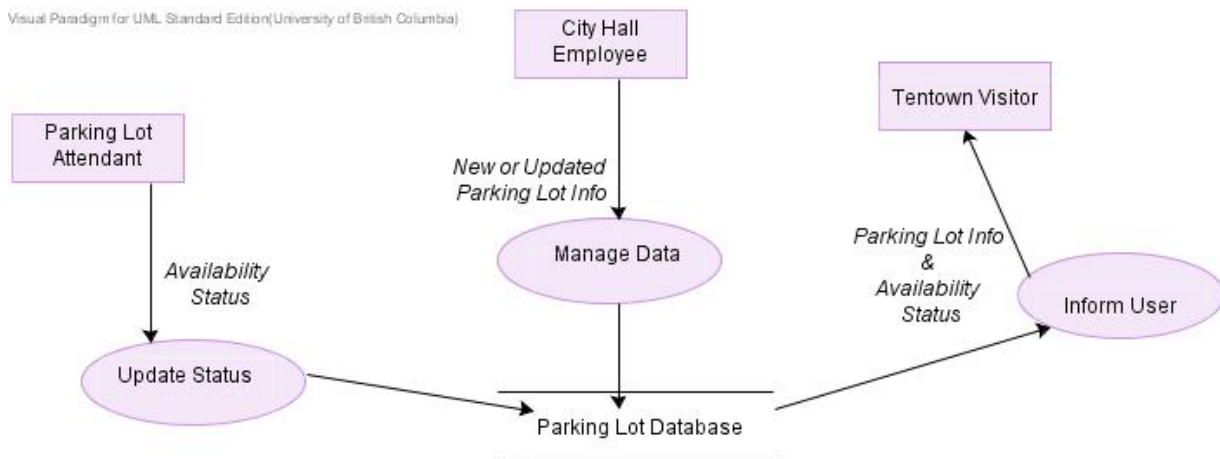 Visual Paradigm for UML Standard Edition(University of British Columbia)
City Hall
Employee
Tentown Visitor
Parking Lot
Attendant
New or Updated
Parking Lot Info
Manage Data
Parking Lot Info
&
Availability
Status
Availability
Status
Inform User
Update Status
Parking Lot Database